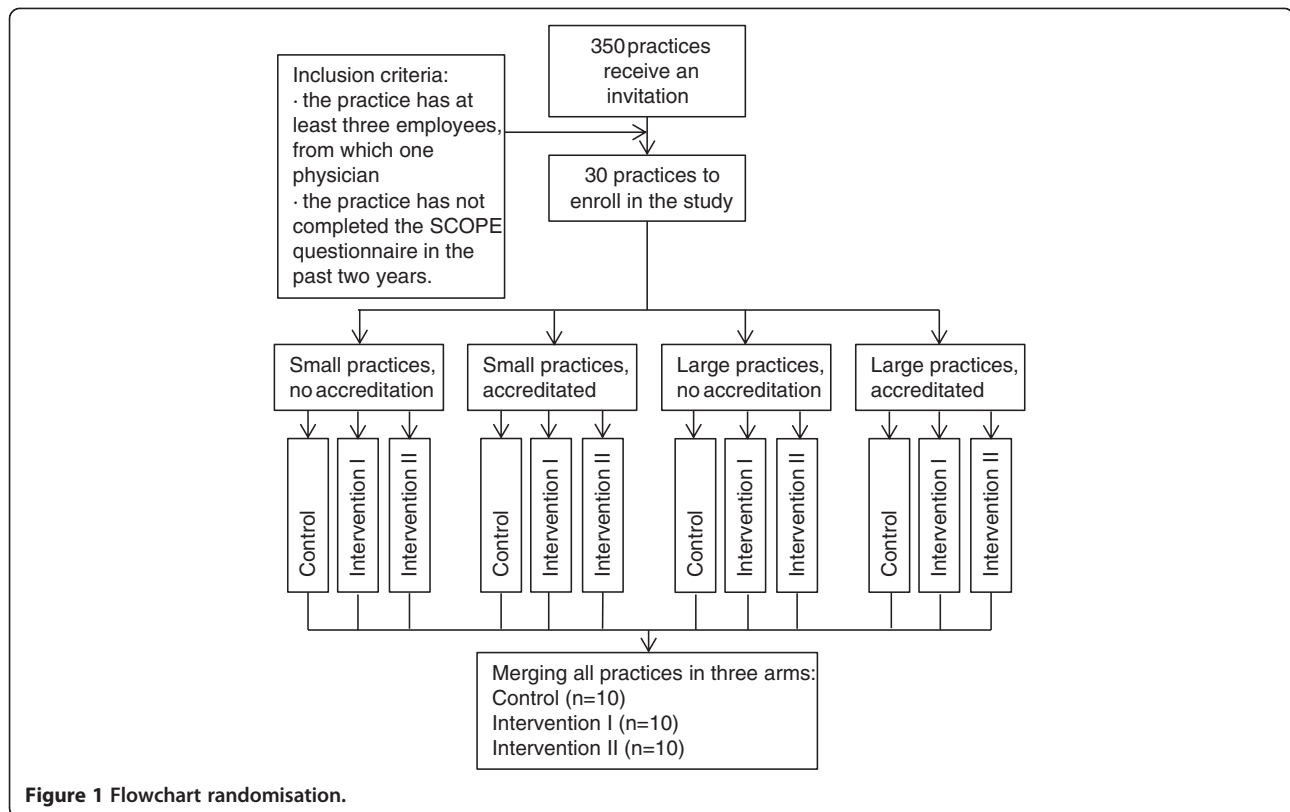 350 practices
receive an
invitation
Inclusion criteria:
· the practice has at
least three employees,
from which one
physician
· the practice has not
completed the SCOPE
questionnaire in the
past two years.
30 practices to
enroll in the study
Small practices,
no accreditation
Small practices,
accreditated
Large practices,
no accreditation
Large practices,
accreditated
Control
Intervention I
Intervention II
Control
Intervention I
Intervention II
Control
Intervention I
Intervention II
Control
Intervention I
Intervention II
Merging all practices in three arms:
Control (n=10)
Intervention I (n=10)
Intervention II (n=10)
Figure 1 Flowchart randomisation.